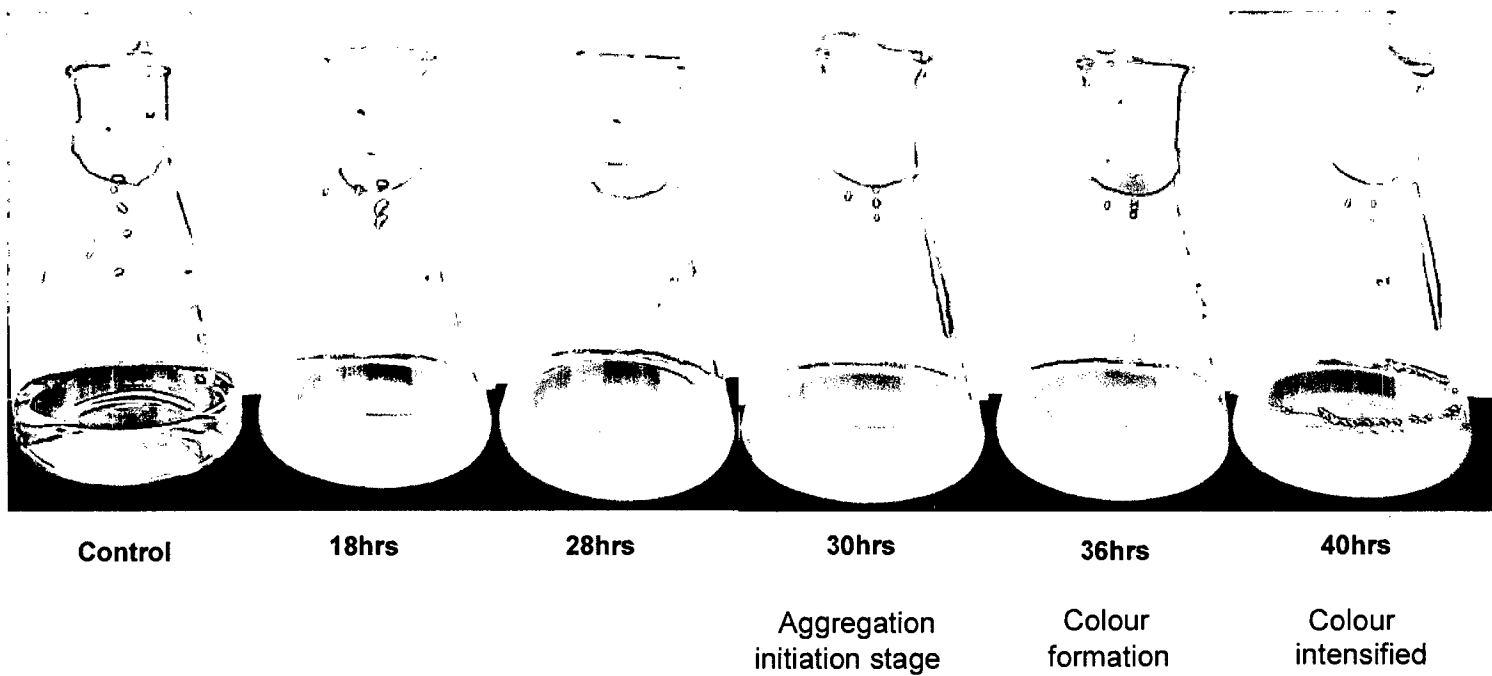 Control 18hrs 28hrs 30hrs 36hrs 40hrs
Aggregation
initiation stage
Colour
formation
Colour
intensified